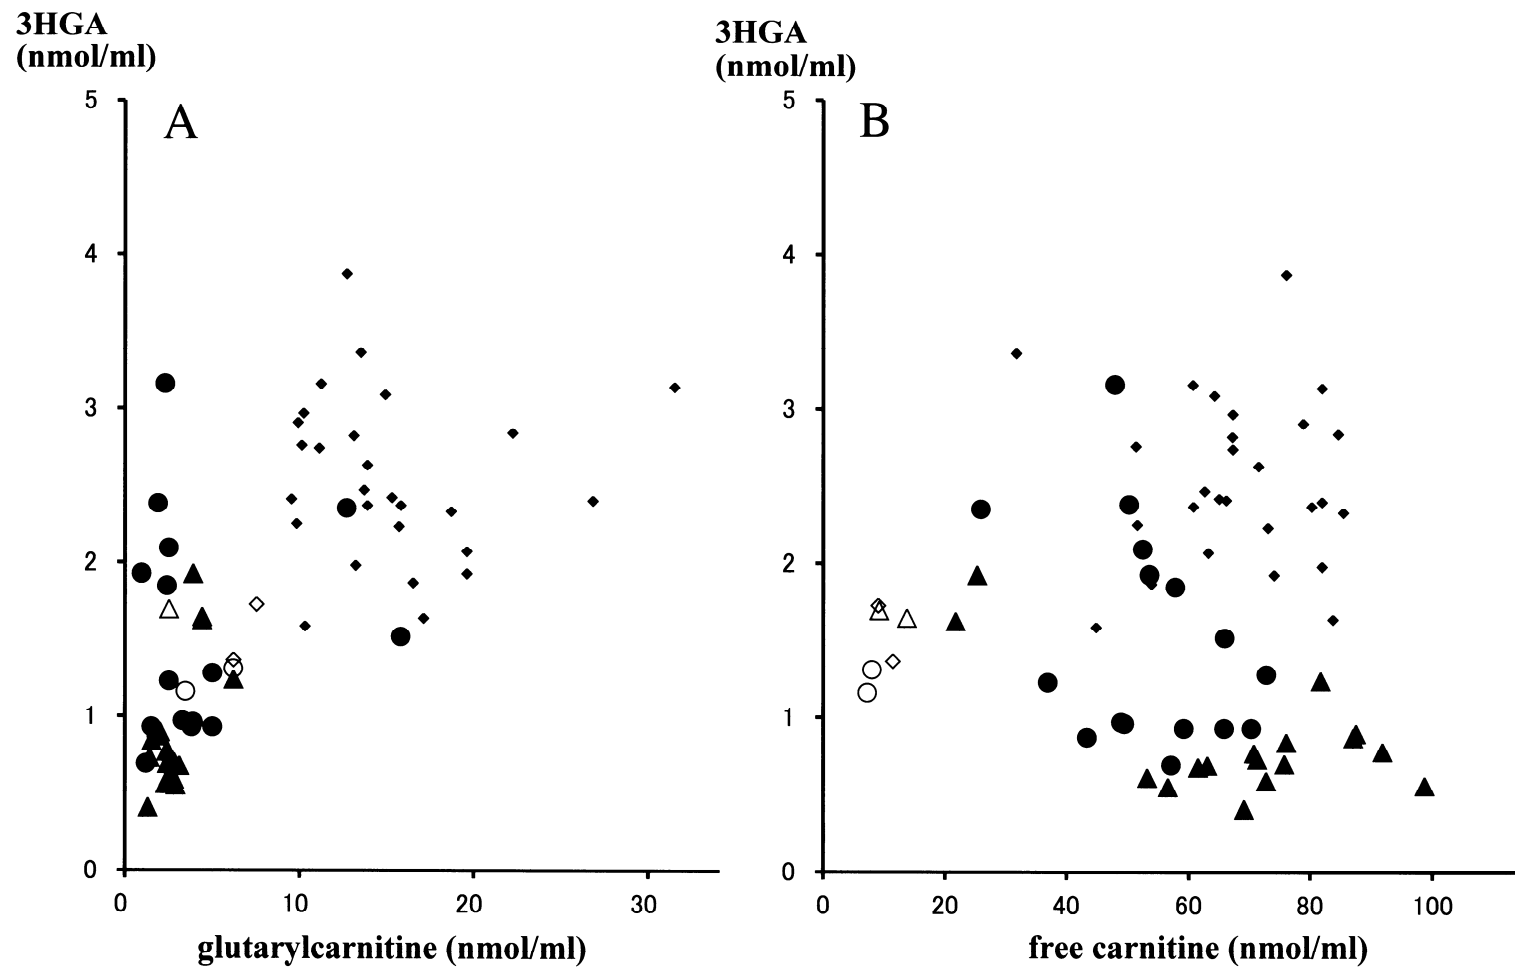 3HGA
(nmol/ml)
A
5
4
3
2
1
0
0 10 20 30
glutarylcarnitine (nmol/ml)
3HGA
(nmol/ml)
B
5
4
3
2
1
0
0 20 40 60 80 100
free carnitine (nmol/ml)